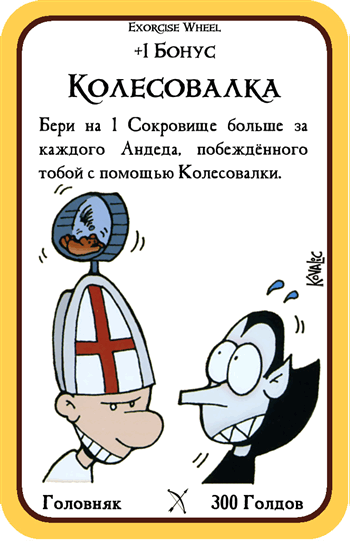 Exorcise Wheel
+1 Бонус
Колесовалка
Бери на 1 Сокровище больше за
каждого Андеда, побеждённого
тобой с помощью Колесовалки.
Kovalic
Головняк 300 Голдов